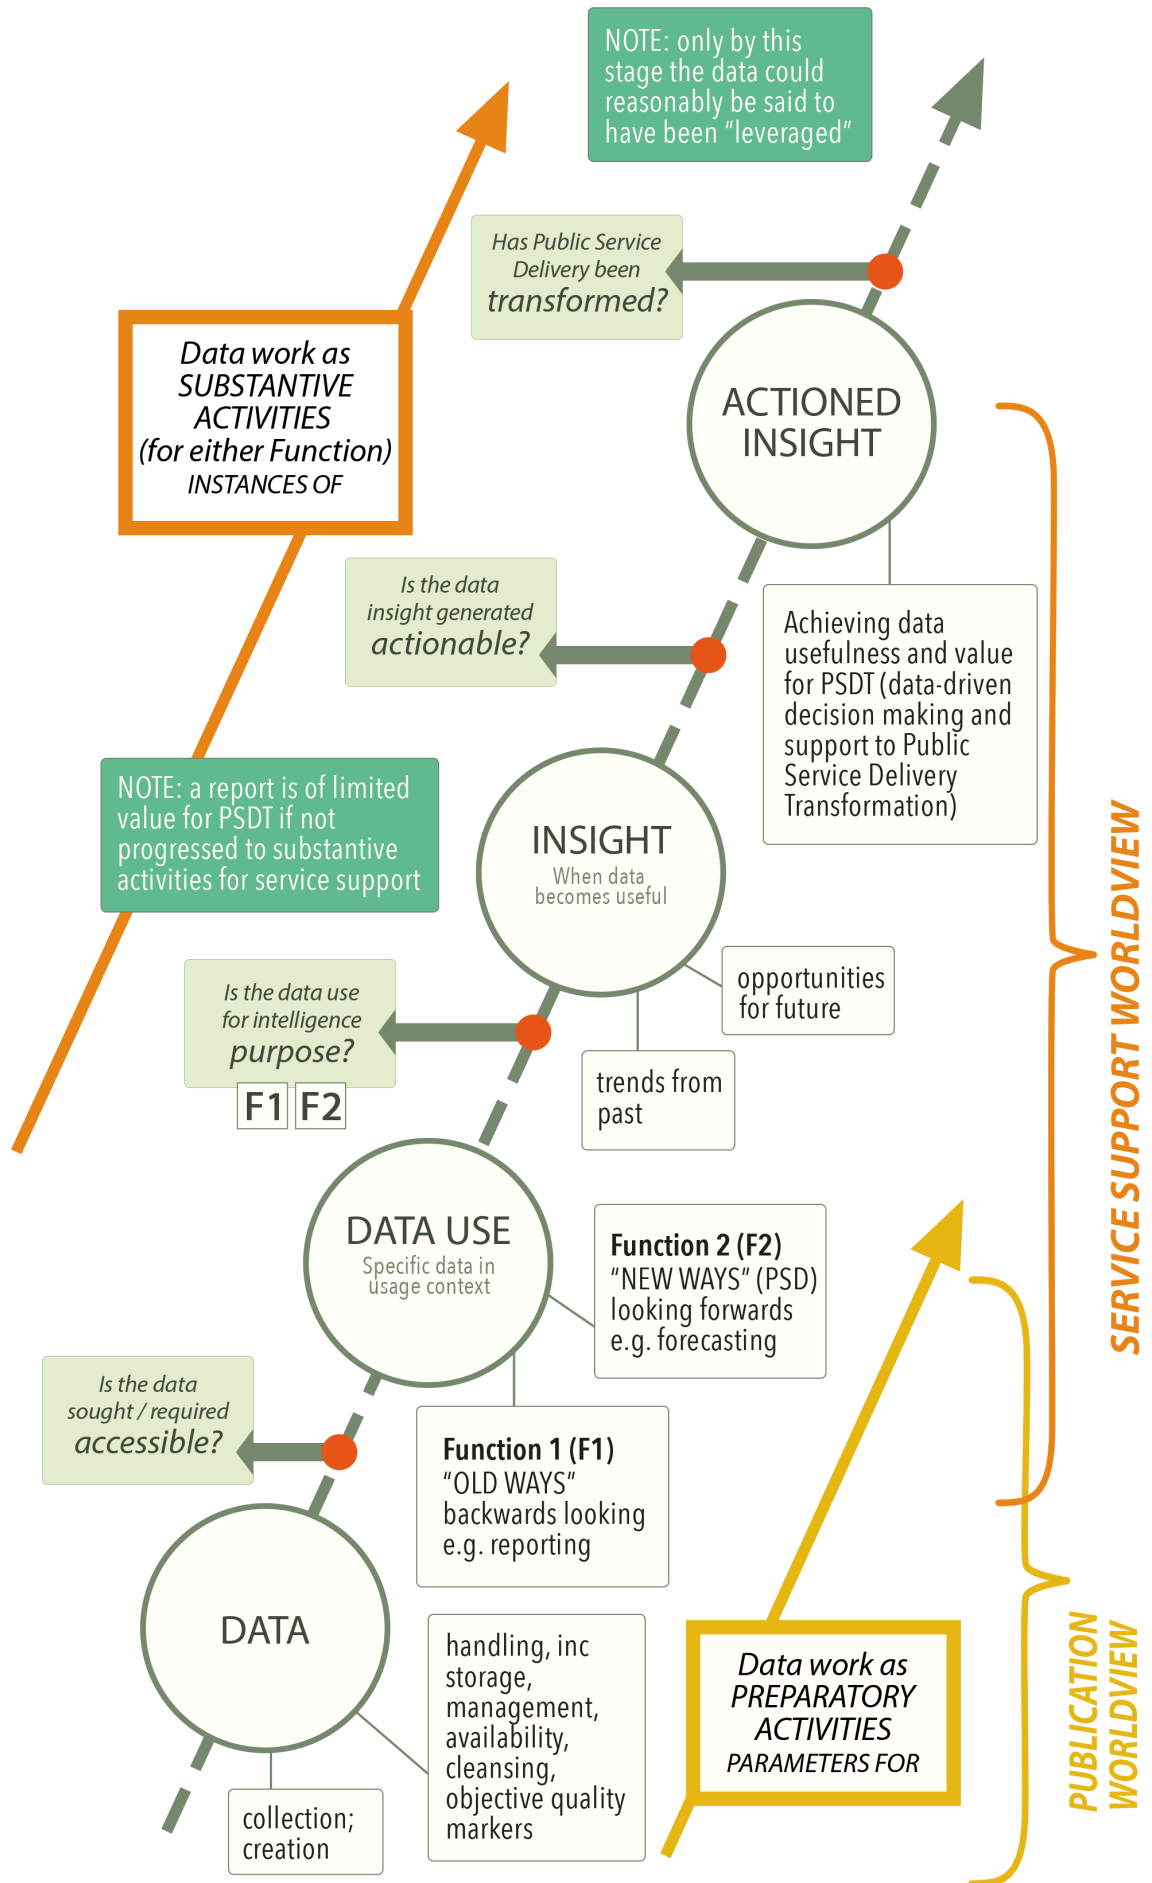 NOTE: only by this
stage the data could
reasonably be said to
have been “leveraged”
Has Public Service
Delivery been
transformed?
Data work as
SUBSTANTIVE
ACTIVITIES
(for either Function)
INSTANCES OF
ACTIONED
INSIGHT
Is the data
insight generated
actionable?
Achieving data
usefulness and value
for PSDT (data-driven
decision making and
support to Public
Service Delivery
Transformation)
NOTE: a report is of limited
value for PSDT if not
progressed to substantive
activities for service support
INSIGHT
When data
becomes useful
SERVICE SUPPORT WORLDVIEW
opportunities
for future
Is the data use
for intelligence
purpose?
F1 F2
trends from
past
DATA USE
Specific data in
usage context
Function 2 (F2)
“NEW WAYS” (PSD)
looking forwards
e.g. forecasting
Is the data
sought / required
accessible?
Function 1 (F1)
“OLD WAYS”
backwards looking
e.g. reporting
DATA
handling, inc
storage,
management,
availability,
cleansing,
objective quality
markers
Data work as
PREPARATORY
ACTIVITIES
PARAMETERS FOR
PUBLICATION
WORLDVIEW
collection;
creation